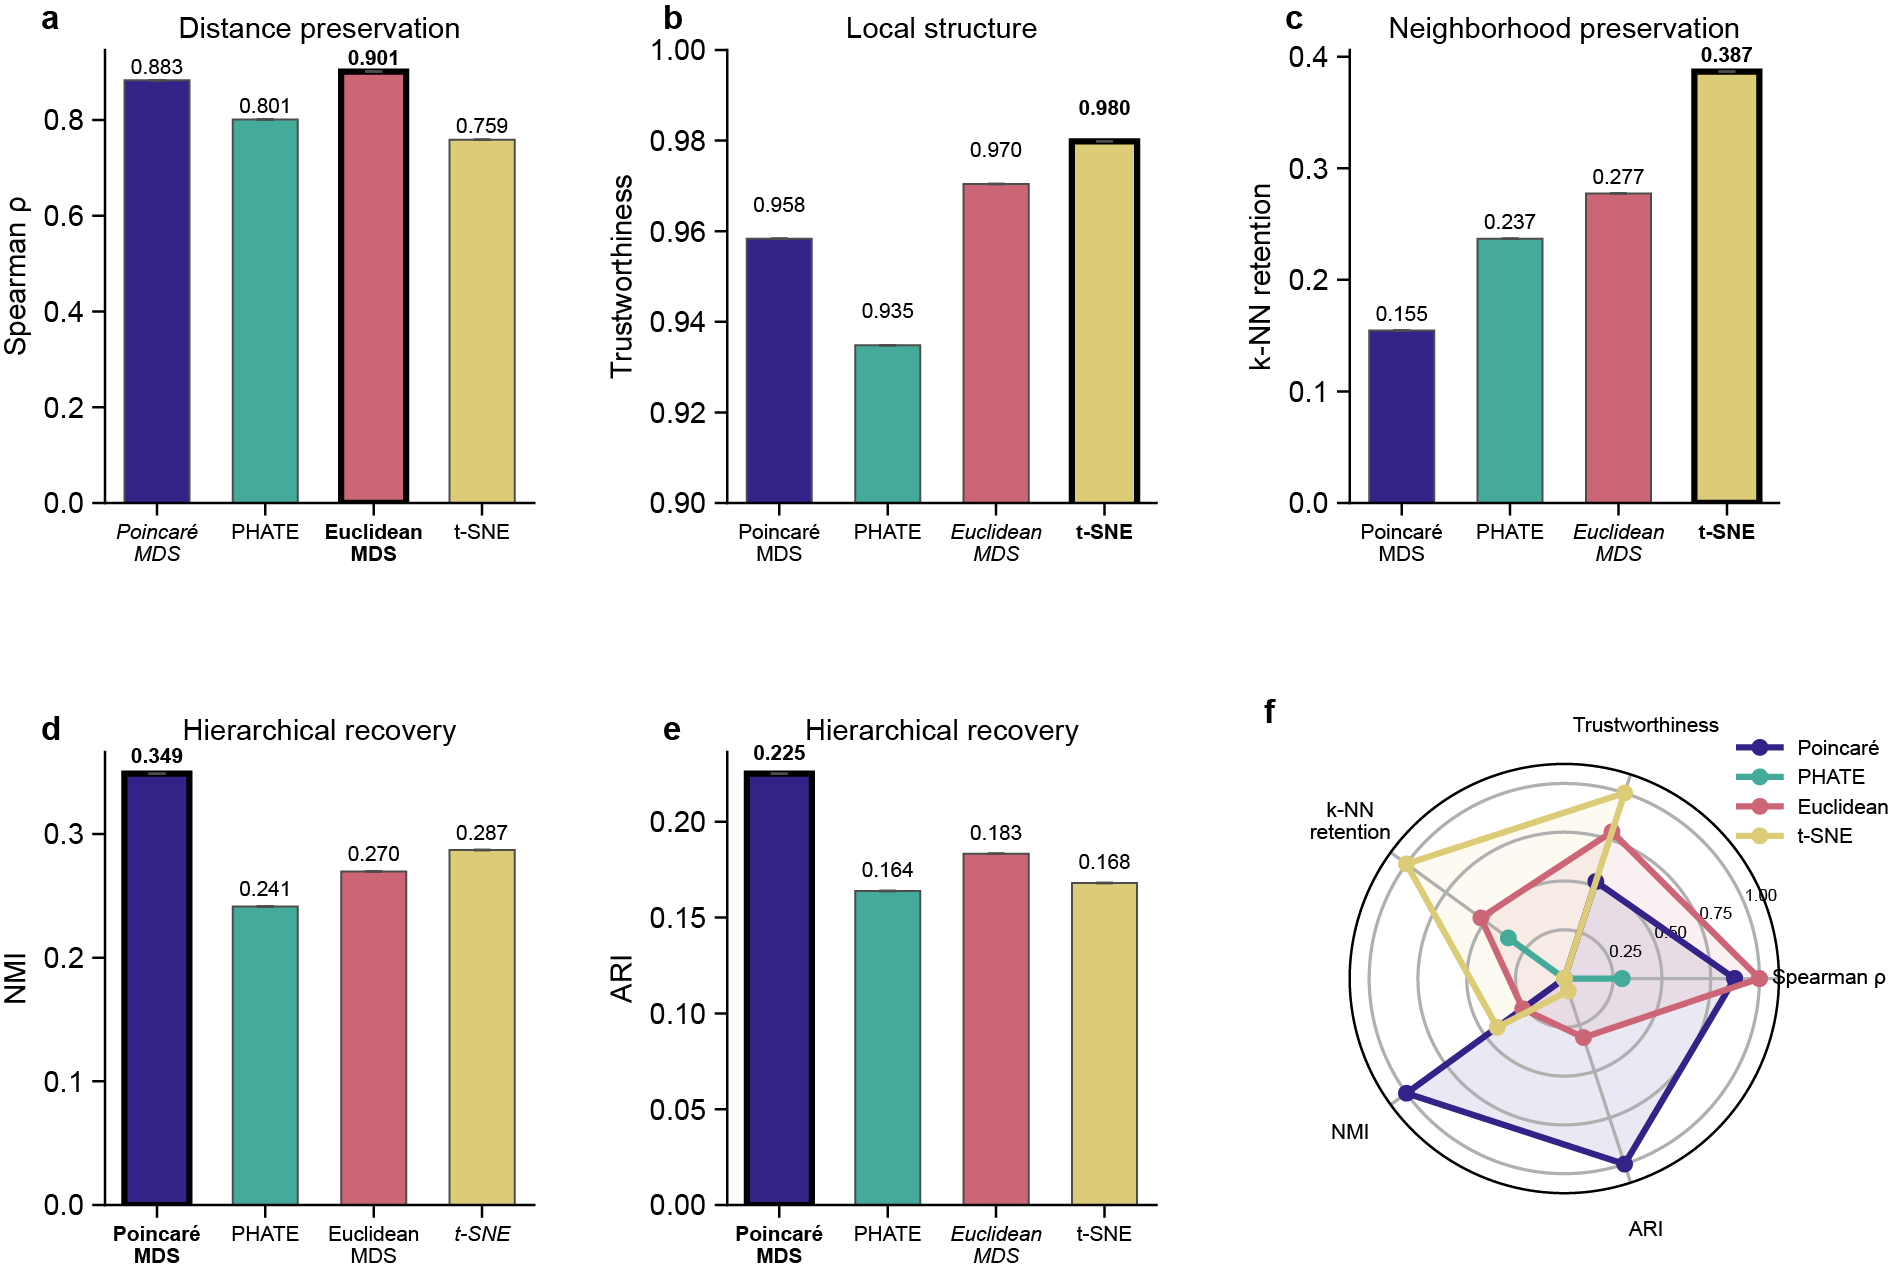 a
Distance preservation
Spearman ρ
0.8
0.6
0.4
0.2
0.0
0.883
0.801
0.901
0.759
Poincaré
MDS
PHATE
Euclidean
MDS
t-SNE
b
Local structure
Trustworthiness
1.00
0.98
0.96
0.94
0.92
0.90
0.958
0.935
0.970
0.980
Poincaré
MDS
PHATE
Euclidean
MDS
t-SNE
c
Neighborhood preservation
k-NN retention
0.4
0.3
0.2
0.1
0.0
0.155
0.237
0.277
0.387
Poincaré
MDS
PHATE
Euclidean
MDS
t-SNE
d
Hierarchical recovery
NMI
0.3
0.2
0.1
0.0
0.349
0.241
0.270
0.287
Poincaré
MDS
PHATE
Euclidean
MDS
t-SNE
e
Hierarchical recovery
ARI
0.20
0.15
0.10
0.05
0.00
0.225
0.164
0.183
0.168
Poincaré
MDS
PHATE
Euclidean
MDS
t-SNE
f
Trustworthiness
k-NN
retention
NMI
ARI
Spearman ρ
0.25
0.50
0.75
1.00
Poincaré
PHATE
Euclidean
t-SNE